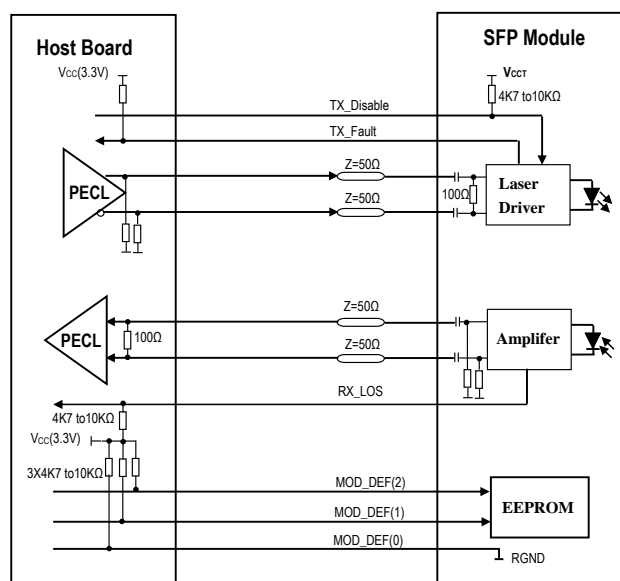 Host Board
SFP Module
VCC(3.3V)
VCCT
4K7 to10KΩ
TX_Disable
TX_Fault
Z=50Ω
PECL
Z=50Ω
100Ω
Laser
Driver
Z=50Ω
PECL
100Ω
Z=50Ω
Amplifer
RX_LOS
4K7 to10KΩ
VCC(3.3V)
3X4K7 to10KΩ
MOD_DEF(2)
MOD_DEF(1)
EEPROM
MOD_DEF(0)
RGND